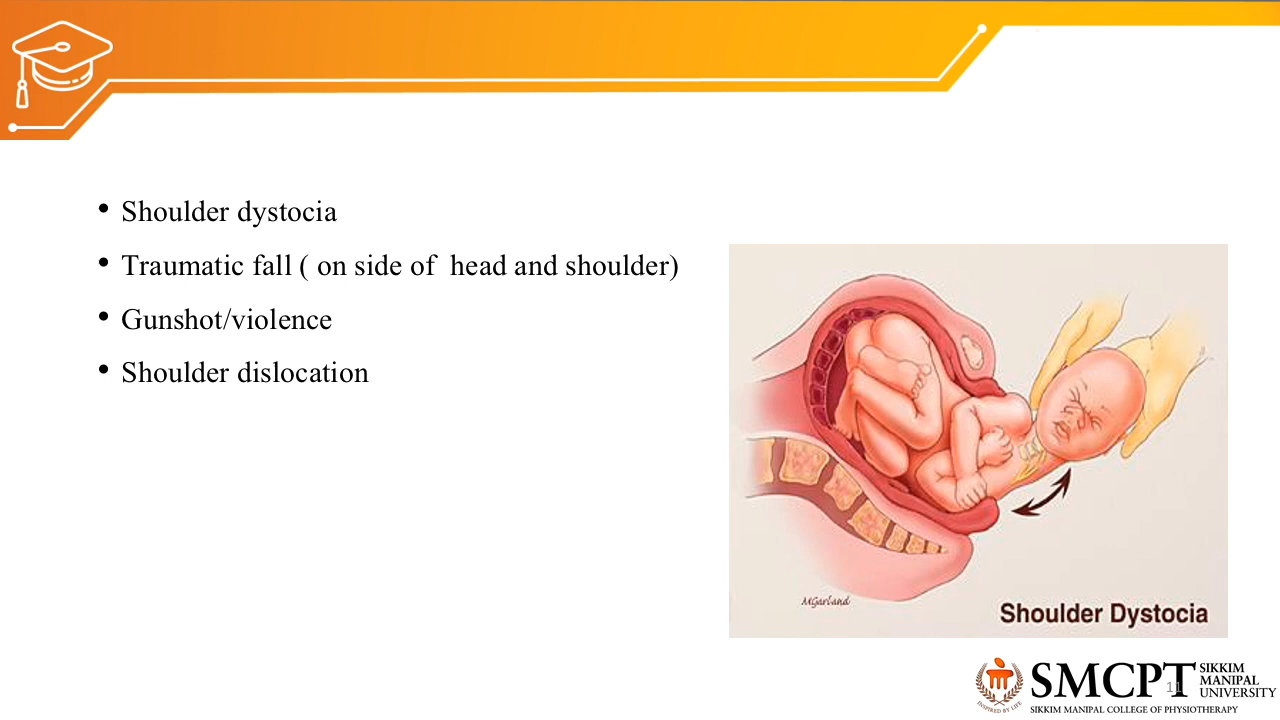 • Shoulder dystocia
• Traumatic fall ( on side of  head and shoulder)
• Gunshot/violence
• Shoulder dislocation
MGarland
Shoulder Dystocia
INSPIRED BY LIFE
SMCPT
SIKKIM
MANIPAL
UNIVERSITY
11
SIKKIM MANIPAL COLLEGE OF PHYSIOTHERAPY